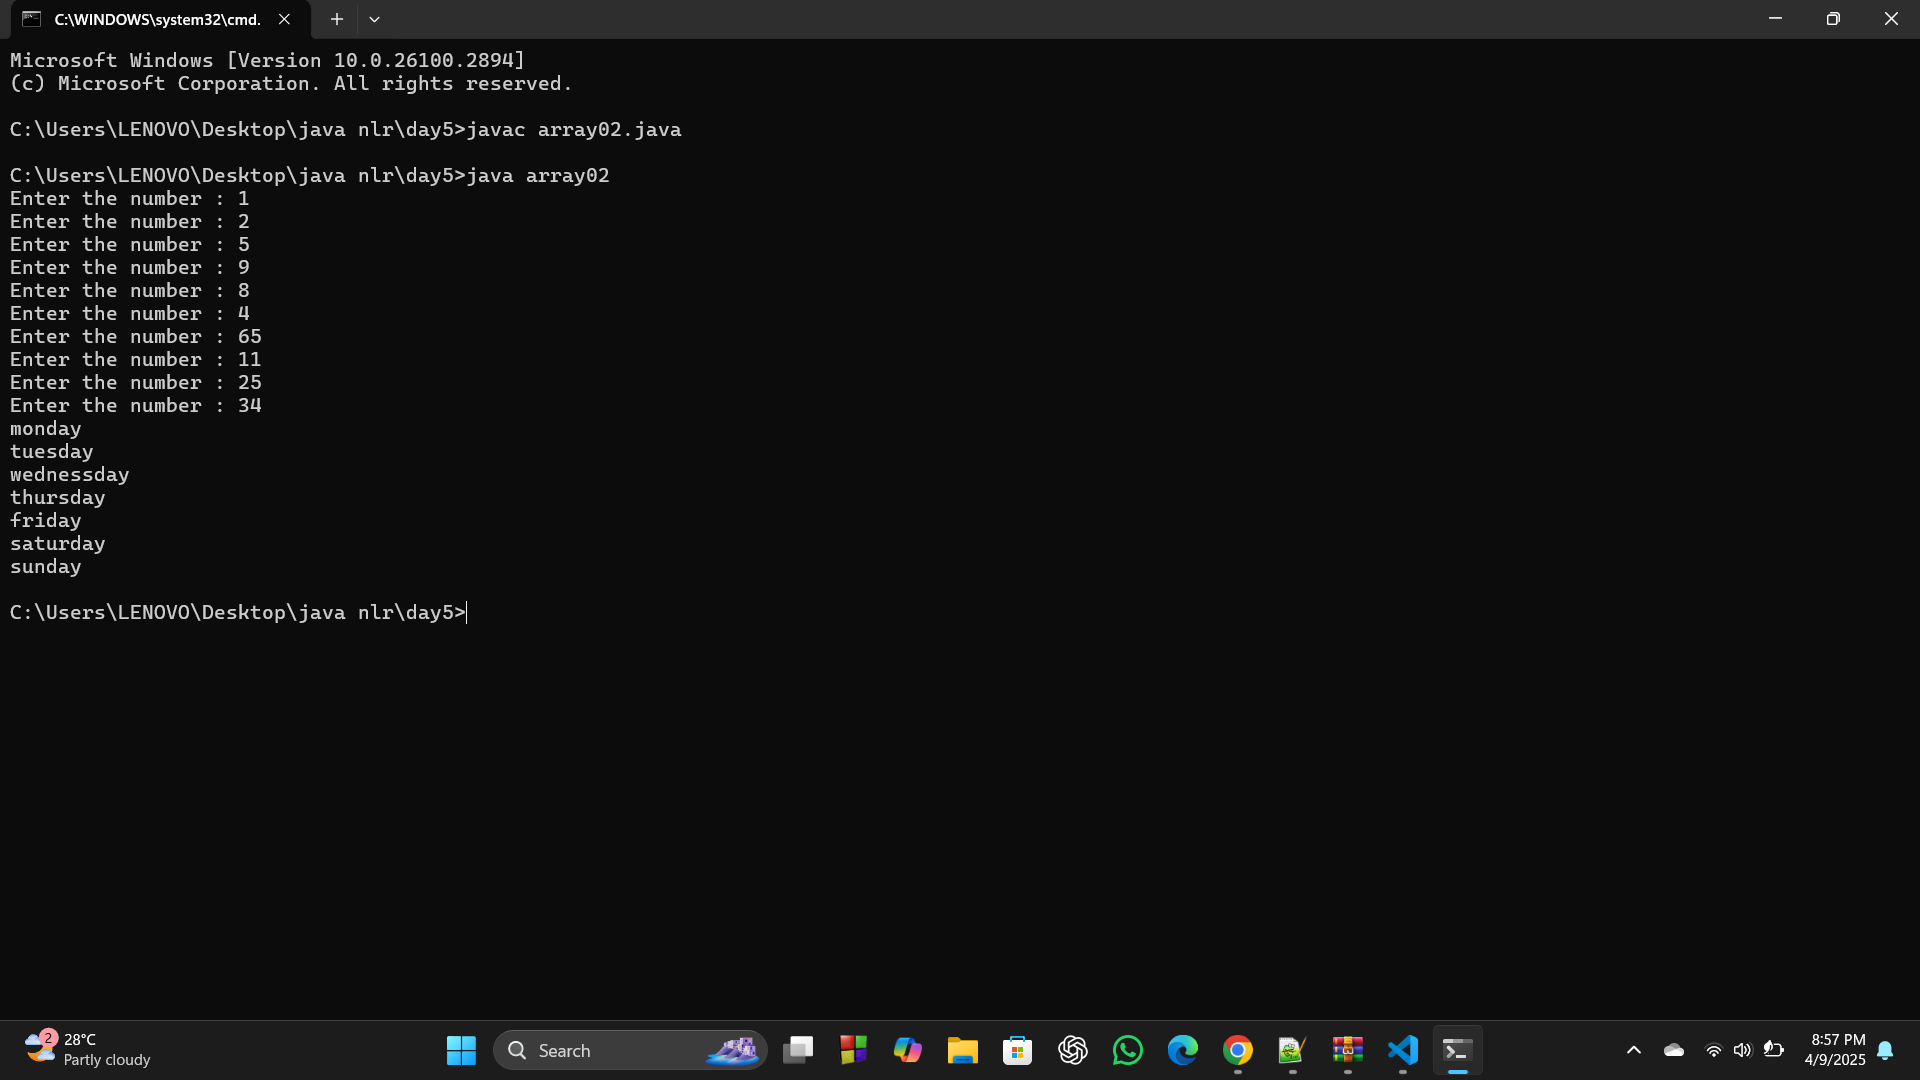 C:\WINDOWS\system32\cmd.
Microsoft Windows [Version 10.0.26100.2894]
(c) Microsoft Corporation. All rights reserved.
C:\Users\LENOVO\Desktop\java nlr\day5>javac array02.java
C:\Users\LENOVO\Desktop\java nlr\day5>java array02
Enter the number : 1
Enter the number : 2
Enter the number : 5
Enter the number : 9
Enter the number : 8
Enter the number : 4
Enter the number : 65
Enter the number : 11
Enter the number : 25
Enter the number : 34
monday
tuesday
wednessday
thursday
friday
saturday
sunday
C:\Users\LENOVO\Desktop\java nlr\day5>
2
28°C
Partly cloudy
Search
8:57 PM
4/9/2025